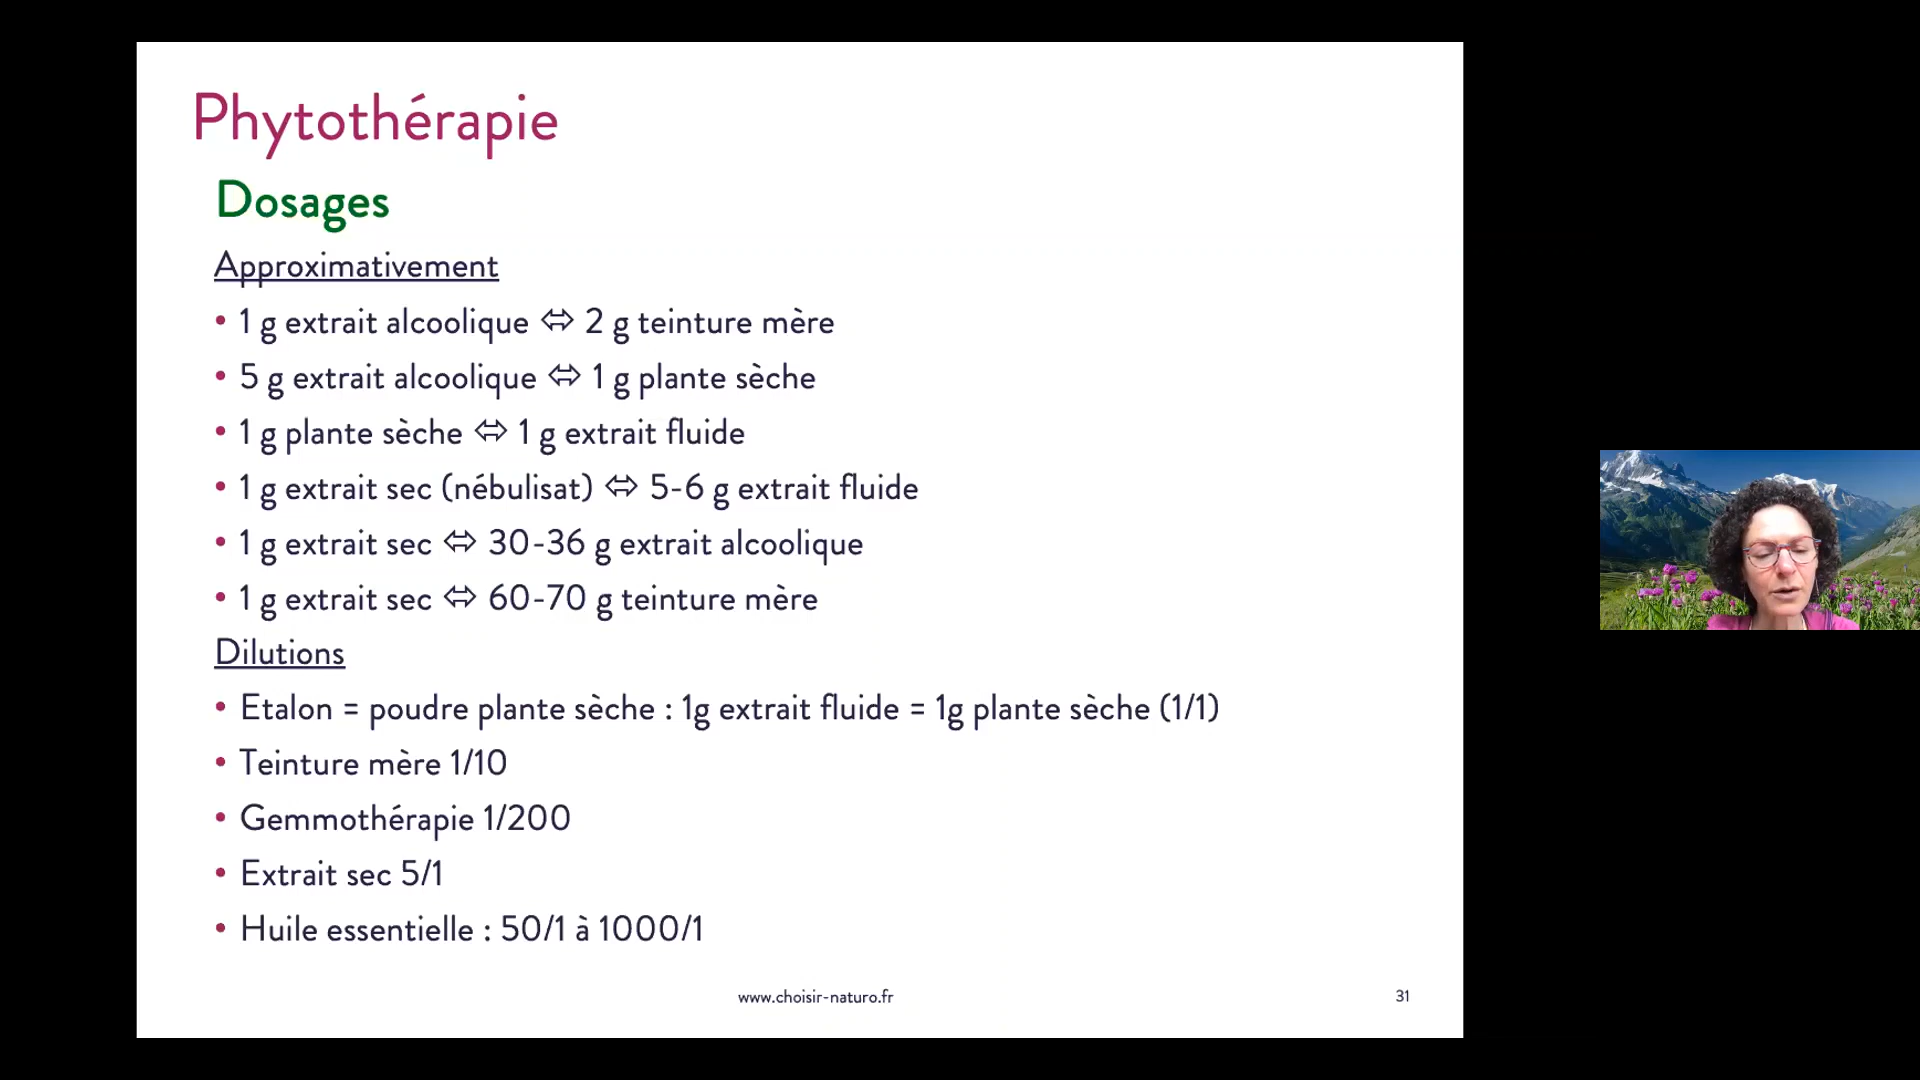 Phytothérapie
Dosages
Approximativement
• 1 g extrait alcoolique ⇔ 2 g teinture mère
• 5 g extrait alcoolique ⇔ 1 g plante sèche
• 1 g plante sèche ⇔ 1 g extrait fluide
• 1 g extrait sec (nébulisat) ⇔ 5-6 g extrait fluide
• 1 g extrait sec ⇔ 30-36 g extrait alcoolique
• 1 g extrait sec ⇔ 60-70 g teinture mère
Dilutions
• Etalon = poudre plante sèche : 1g extrait fluide = 1g plante sèche (1/1)
• Teinture mère 1/10
• Gemmothérapie 1/200
• Extrait sec 5/1
• Huile essentielle : 50/1 à 1000/1
www.choisir-naturo.fr
31